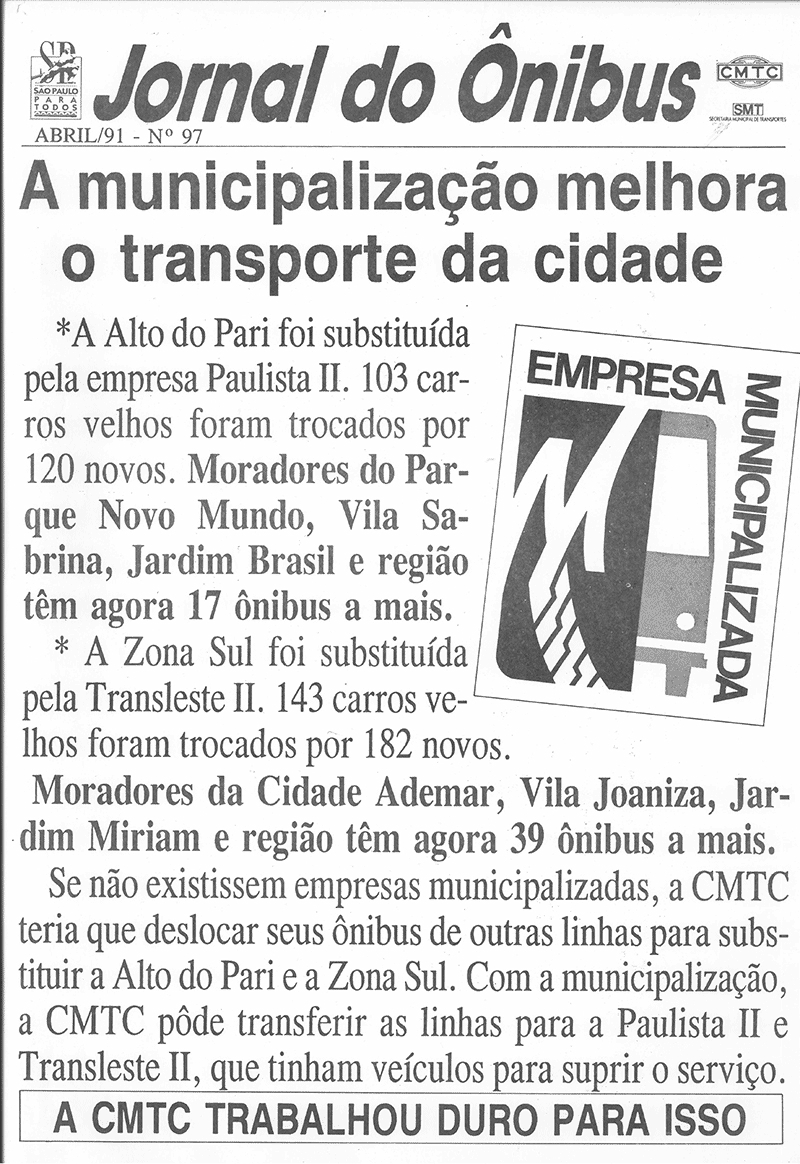 SP
SÃO PAULO
PARA
TODOS
Jornal do Ônibus
CMTC
SMT
SECRETARIA MUNICIPAL DE TRANSPORTES
ABRIL/91 - Nº 97
A municipalização melhora
o transporte da cidade
*A Alto do Pari foi substituída
pela empresa Paulista II. 103 car-
ros velhos foram trocados por
120 novos. Moradores do Par-
que Novo Mundo, Vila Sa-
brina, Jardim Brasil e região
têm agora 17 ônibus a mais.
* A Zona Sul foi substituída
pela Transleste II. 143 carros ve-
lhos foram trocados por 182 novos.
Moradores da Cidade Ademar, Vila Joaniza, Jar-
dim Miriam e região têm agora 39 ônibus a mais.
Se não existissem empresas municipalizadas, a CMTC
teria que deslocar seus ônibus de outras linhas para subs-
tituir a Alto do Pari e a Zona Sul. Com a municipalização,
a CMTC pôde transferir as linhas para a Paulista II e
Transleste II, que tinham veículos para suprir o serviço.
A CMTC TRABALHOU DURO PARA ISSO
EMPRESA
MUNICIPALIZADA